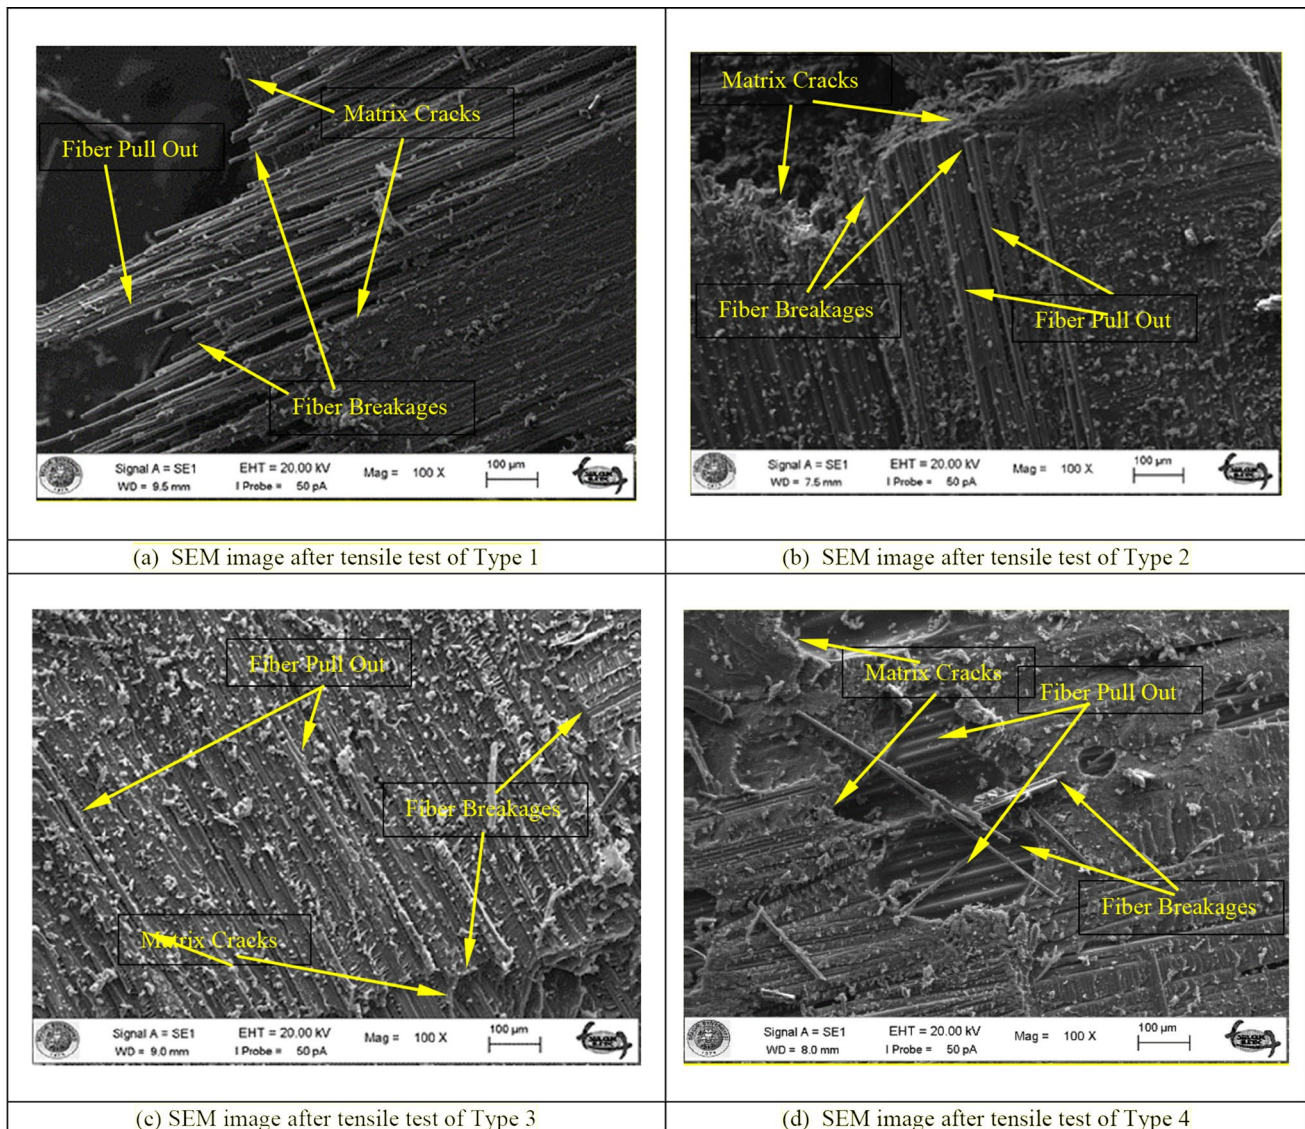 Matrix Cracks
Fiber Pull Out
Fiber Breakages
Signal A = SE1 EHT = 20.00 kV Mag = 100 X 100 µm
WD = 9.5 mm I Probe = 50 pA
(a) SEM image after tensile test of Type 1
Matrix Cracks
Fiber Breakages
Fiber Pull Out
Signal A = SE1 EHT = 20.00 kV Mag = 100 X 100 µm
WD = 7.5 mm I Probe = 50 pA
(b) SEM image after tensile test of Type 2
Fiber Pull Out
Fiber Breakages
Matrix Cracks
Signal A = SE1 EHT = 20.00 kV Mag = 100 X 100 µm
WD = 9.0 mm I Probe = 50 pA
(c) SEM image after tensile test of Type 3
Matrix Cracks
Fiber Pull Out
Fiber Breakages
Signal A = SE1 EHT = 20.00 kV Mag = 100 X 100 µm
WD = 8.0 mm I Probe = 50 pA
(d) SEM image after tensile test of Type 4